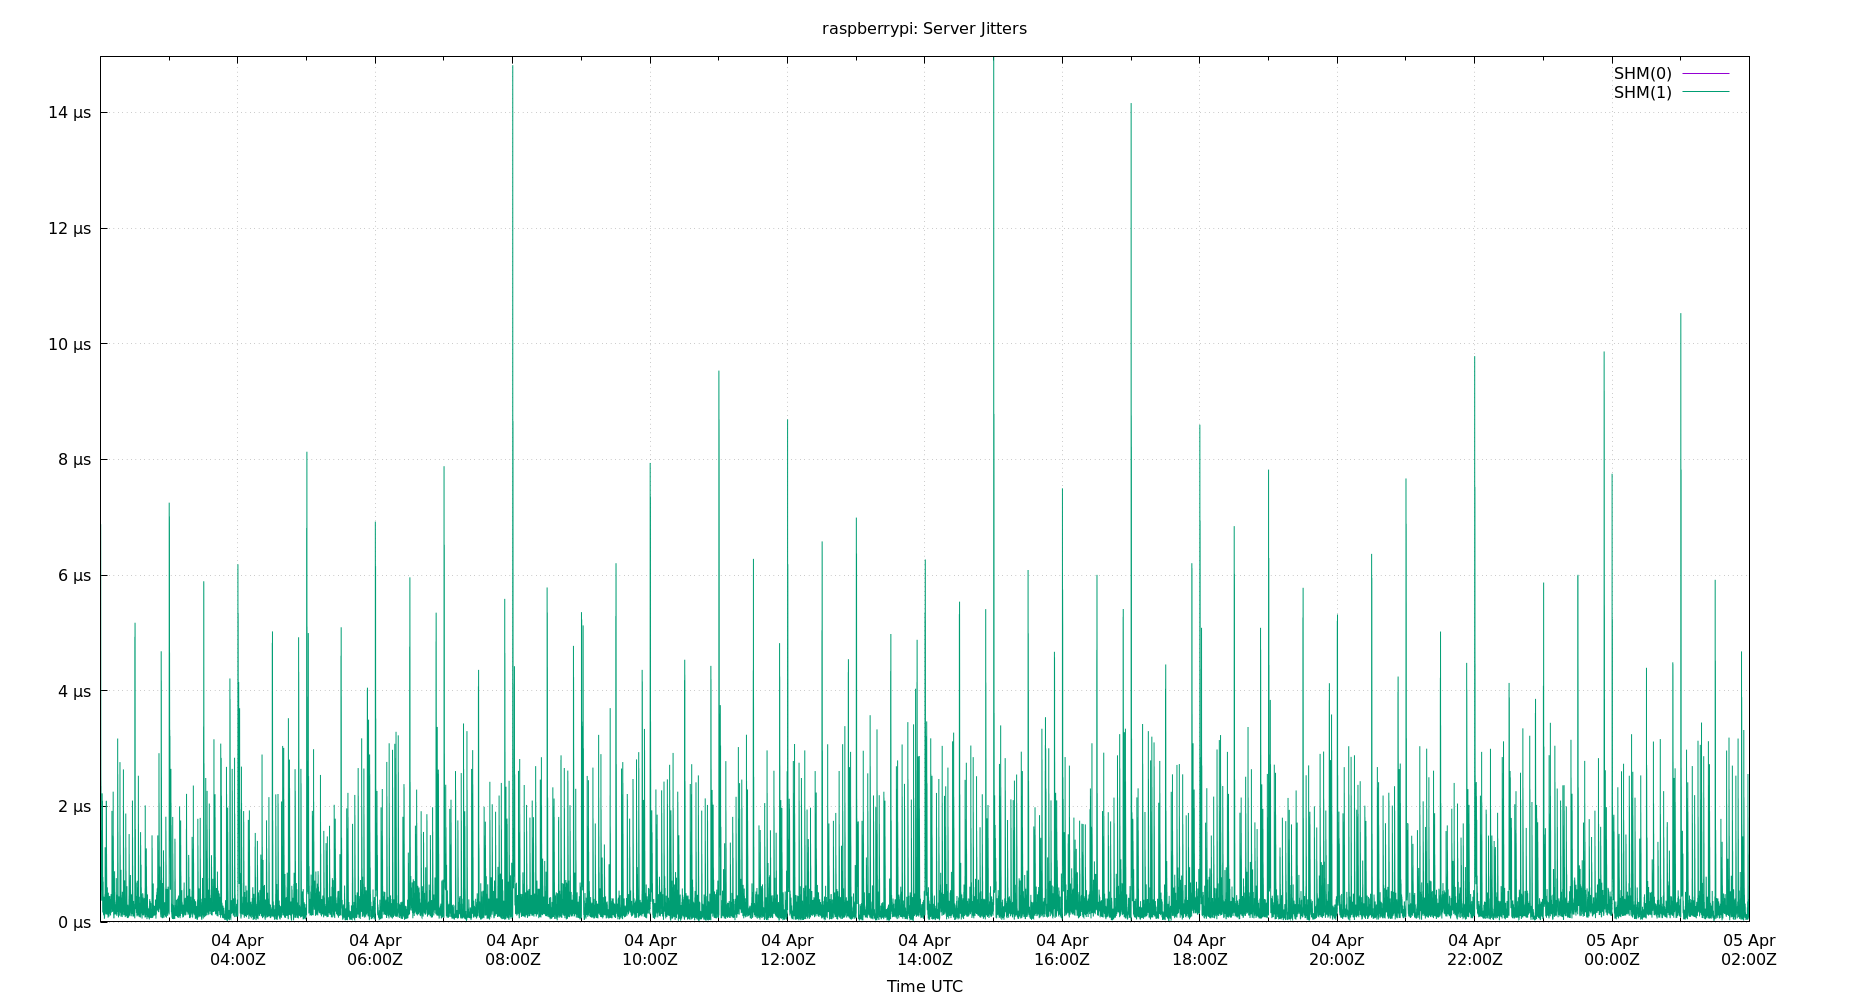 raspberrypi: Server Jitters
SHM(0)
SHM(1)
14 µs
12 µs
10 µs
8 µs
6 µs
4 µs
2 µs
0 µs
04 Apr 04 Apr 04 Apr 04 Apr 04 Apr 04 Apr 04 Apr 04 Apr 04 Apr 04 Apr 05 Apr 05 Apr
04:00Z 06:00Z 08:00Z 10:00Z 12:00Z 14:00Z 16:00Z 18:00Z 20:00Z 22:00Z 00:00Z 02:00Z
Time UTC